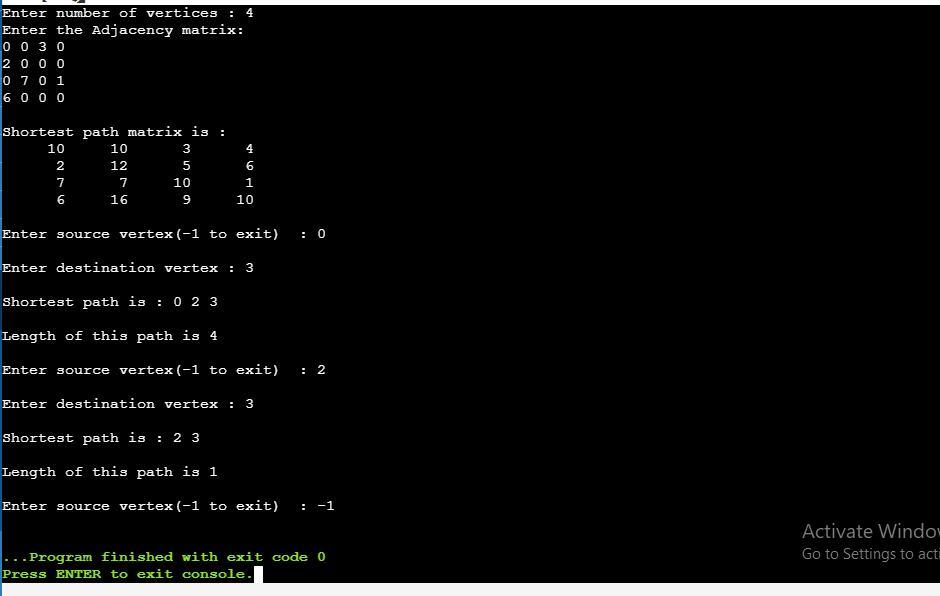 Enter number of vertices : 4
Enter the Adjacency matrix:
0 0 3 0
2 0 0 0
0 7 0 1
6 0 0 0
Shortest path matrix is :
10 10 3 4
2 12 5 6
7 7 10 1
6 16 9 10
Enter source vertex(-1 to exit)  : 0
Enter destination vertex : 3
Shortest path is : 0 2 3
Length of this path is 4
Enter source vertex(-1 to exit)  : 2
Enter destination vertex : 3
Shortest path is : 2 3
Length of this path is 1
Enter source vertex(-1 to exit)  : -1
...Program finished with exit code 0
Press ENTER to exit console.
Activate Window
Go to Settings to acti